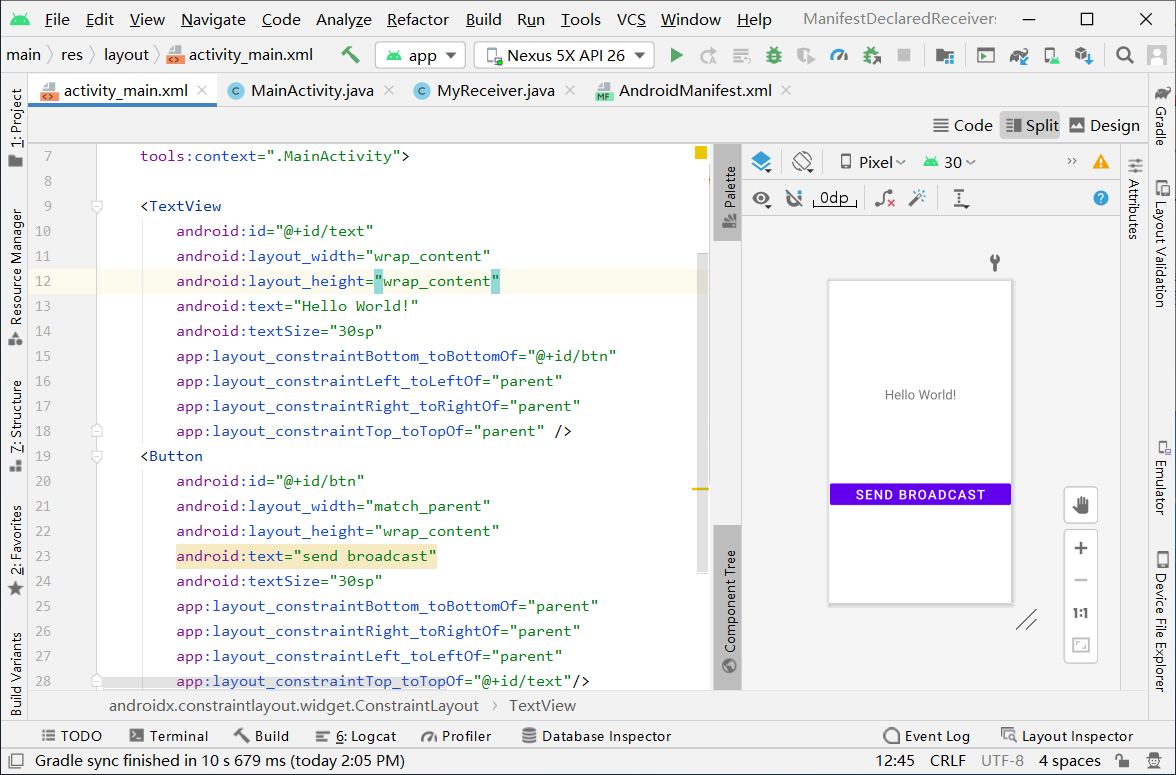 File Edit View Navigate Code Analyze Refactor Build Run Tools VCS Window Help ManifestDeclaredReceivers
main res layout activity_main.xml app Nexus 5X API 26
activity_main.xml MainActivity.java MyReceiver.java AndroidManifest.xml
Code Split Design
1: Project
Resource Manager
7: Structure
2: Favorites
Build Variants
7 tools:context=".MainActivity">
8
9 <TextView
10 android:id="@+id/text"
11 android:layout_width="wrap_content"
12 android:layout_height="wrap_content"
13 android:text="Hello World!"
14 android:textSize="30sp"
15 app:layout_constraintBottom_toBottomOf="@+id/btn"
16 app:layout_constraintLeft_toLeftOf="parent"
17 app:layout_constraintRight_toRightOf="parent"
18 app:layout_constraintTop_toTopOf="parent" />
19 <Button
20 android:id="@+id/btn"
21 android:layout_width="match_parent"
22 android:layout_height="wrap_content"
23 android:text="send broadcast"
24 android:textSize="30sp"
25 app:layout_constraintBottom_toBottomOf="parent"
26 app:layout_constraintRight_toRightOf="parent"
27 app:layout_constraintLeft_toLeftOf="parent"
28 app:layout_constraintTop_toTopOf="@+id/text"/>
Palette
Component Tree
Pixel 30 »
0dp ?
Hello World!
SEND BROADCAST
1:1
Attributes
Gradle
Layout Validation
Emulator
Device File Explorer
androidx.constraintlayout.widget.ConstraintLayout TextView
TODO Terminal Build 6: Logcat Profiler Database Inspector Event Log Layout Inspector
Gradle sync finished in 10 s 679 ms (today 2:05 PM) 12:45 CRLF UTF-8 4 spaces